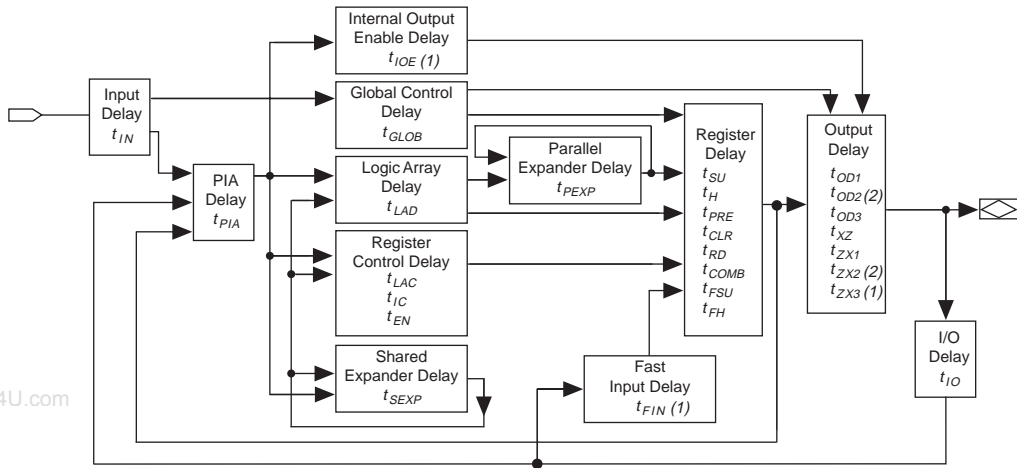 Internal Output
Enable Delay
tIOE (1)
Input
Delay
tIN
Global Control
Delay
tGLOB
PIA
Delay
tPIA
Logic Array
Delay
tLAD
Parallel
Expander Delay
tPEXP
Register
Control Delay
tLAC
tIC
tEN
Shared
Expander Delay
tSEXP
Fast
Input Delay
tFIN (1)
Register
Delay
tSU
tH
tPRE
tCLR
tRD
tCOMB
tFSU
tFH
Output
Delay
tOD1
tOD2 (2)
tOD3
tXZ
tZX1
tZX2 (2)
tZX3 (1)
I/O
Delay
tIO
4U.com